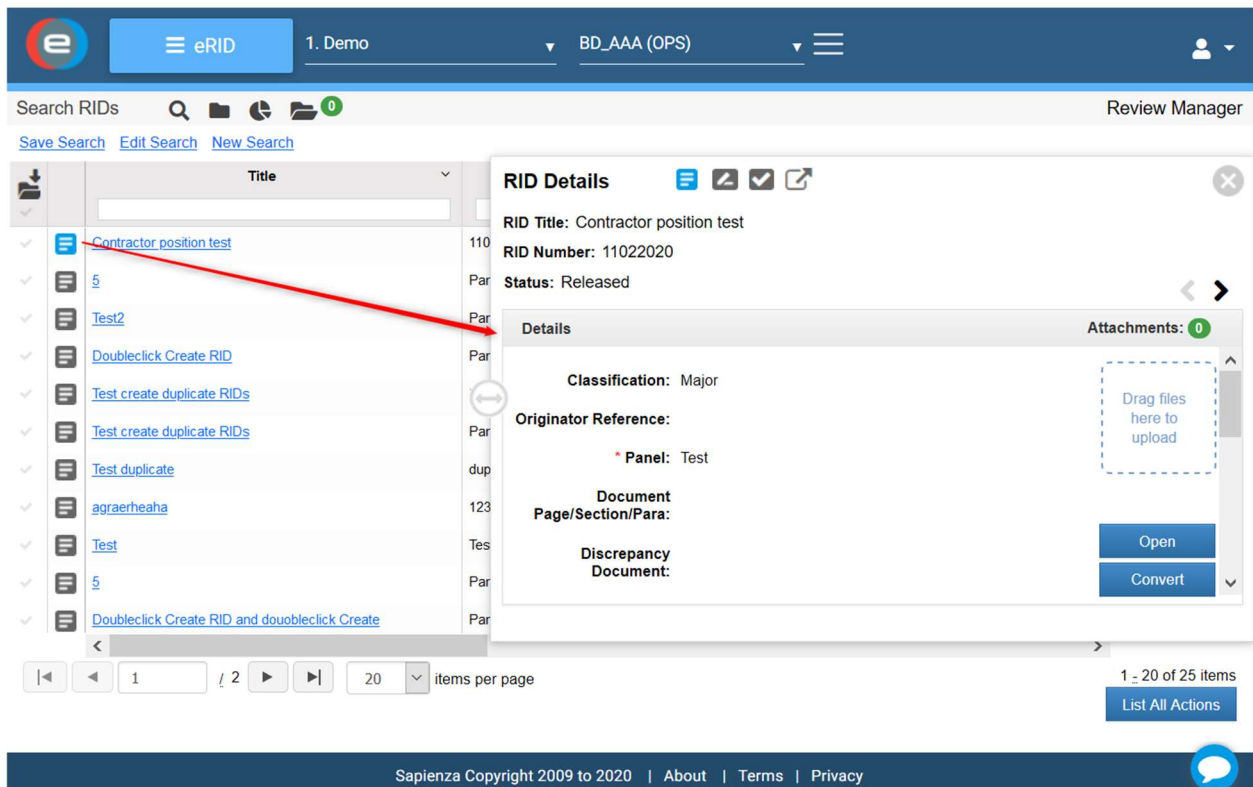 e
eRID
1. Demo
BD_AAA (OPS)
Search RIDs
0
Review Manager
Save Search Edit Search New Search
Title
Contractor position test
110
5
Par
Test2
Par
Doubleclick Create RID
Par
Test create duplicate RIDs
Test create duplicate RIDs
Par
Test duplicate
dup
agraerheaha
123
Test
Tes
5
Par
Doubleclick Create RID and douobleclick Create
Par
RID Details
RID Title: Contractor position test
RID Number: 11022020
Status: Released
Details
Attachments: 0
Classification: Major
Originator Reference:
* Panel: Test
Document
Page/Section/Para:
Discrepancy
Document:
Drag files
here to
upload
Open
Convert
1 / 2
20 items per page
1 - 20 of 25 items
List All Actions
Sapienza Copyright 2009 to 2020 | About | Terms | Privacy